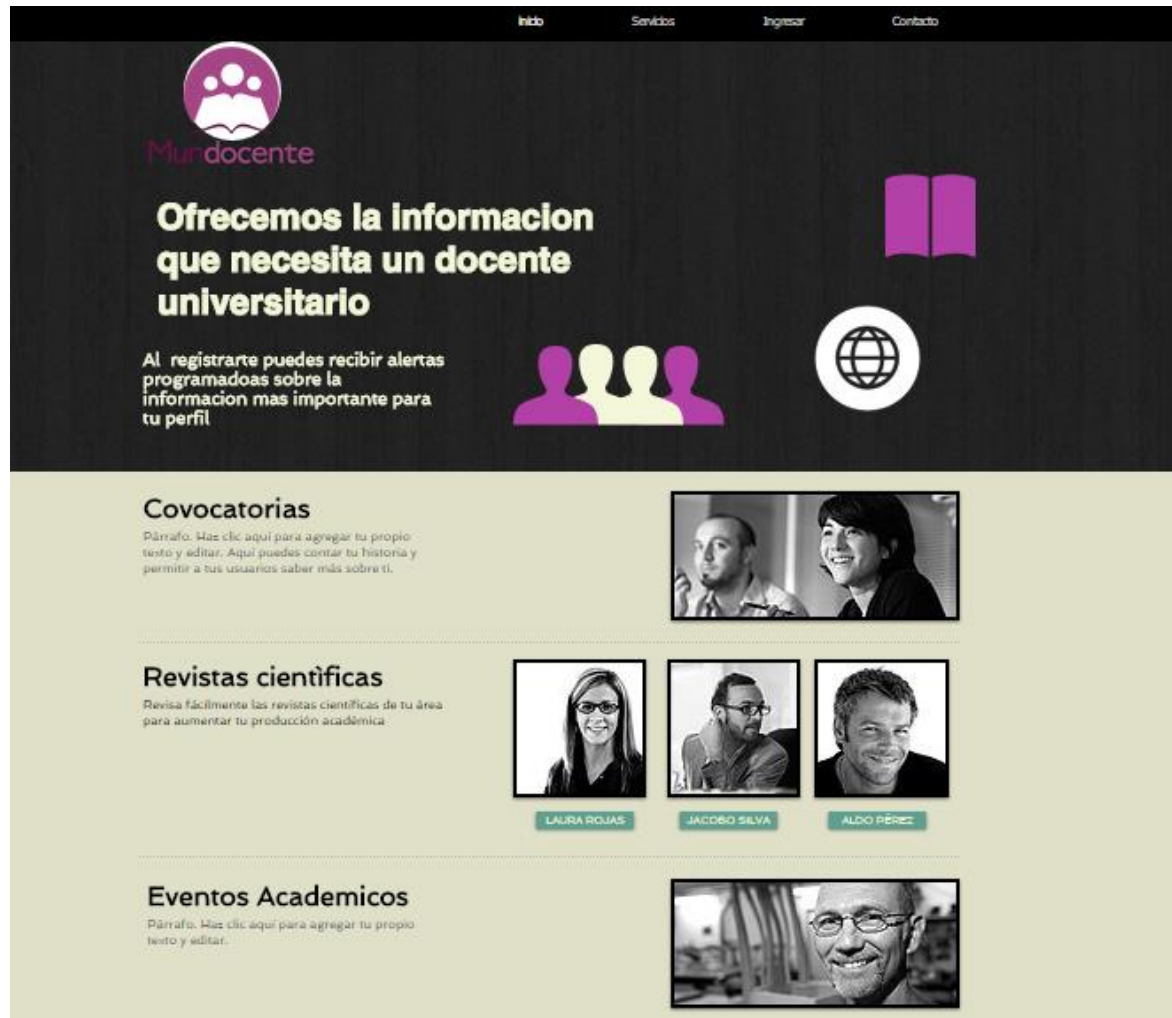 Inicio Servicios Ingresar Contacto
Mundocente
Ofrecemos la informacion
que necesita un docente
universitario
Al registrarte puedes recibir alertas
programadoas sobre la
informacion mas importante para
tu perfil
Covocatorias
Párrafo. Has clic aquí para agregar tu propio
texto y editar. Aquí puedes contar tu historia y
permitir a tus usuarios saber más sobre ti.
Revistas cientìficas
Revisa fácilmente las revistas científicas de tu área
para aumentar tu producción académica
LAURA ROJAS JACOBO SILVA ALDO PÉREZ
Eventos Academicos
Párrafo. Has clic aquí para agregar tu propio
texto y editar.